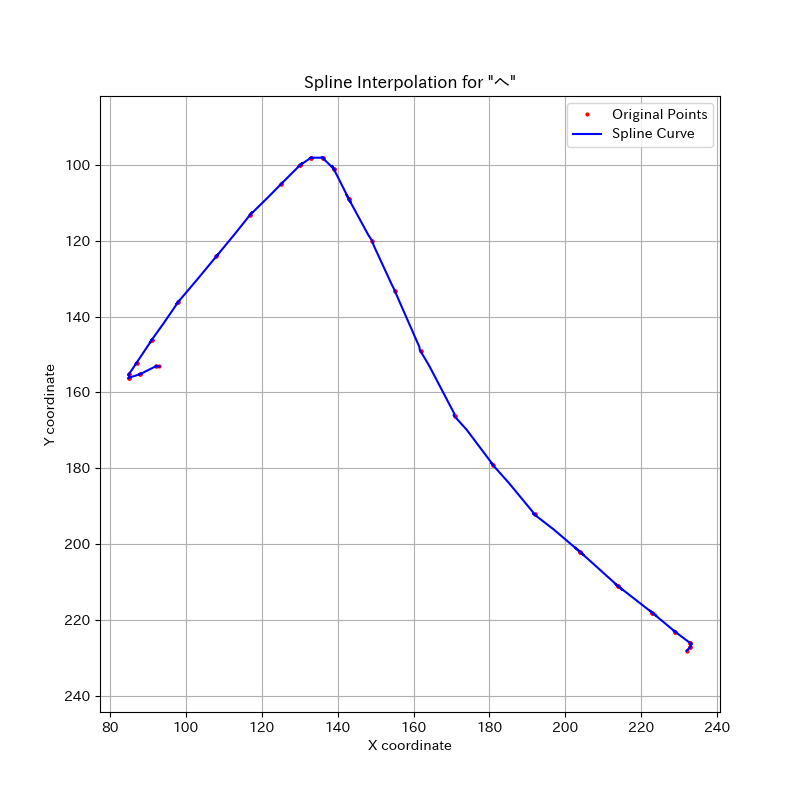 Spline Interpolation for "へ"
Original Points
Spline Curve
Y coordinate
100
120
140
160
180
200
220
240
80 100 120 140 160 180 200 220 240
X coordinate